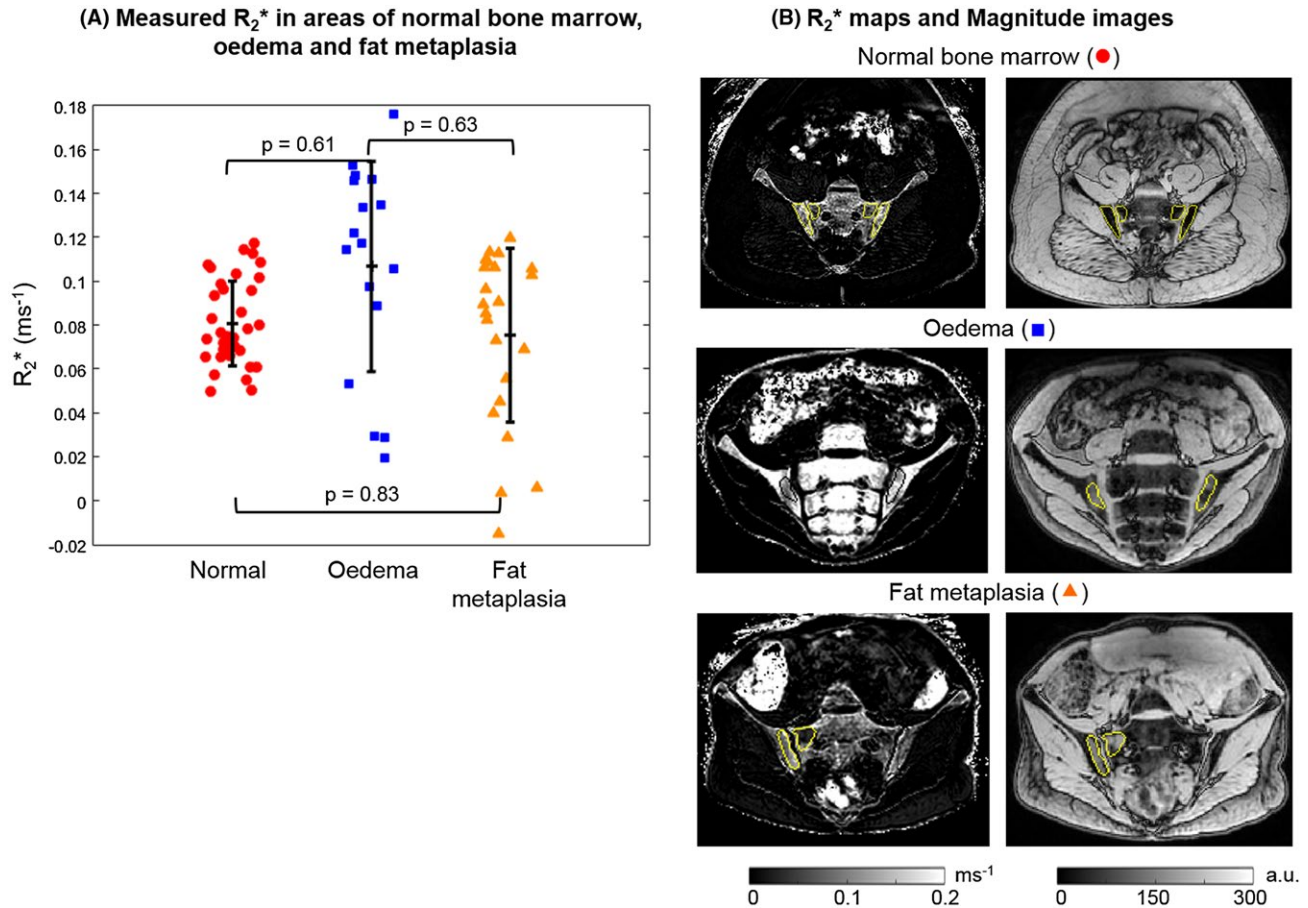 (A) Measured R₂* in areas of normal bone marrow,
oedema and fat metaplasia
0.18
0.16
0.14
0.12
0.1
0.08
0.06
0.04
0.02
0
-0.02
R₂* (ms⁻¹)
p = 0.61
p = 0.63
p = 0.83
Normal
Oedema
Fat
metaplasia
(B) R₂* maps and Magnitude images
Normal bone marrow (●)
Oedema (■)
Fat metaplasia (▲)
ms⁻¹
0 0.1 0.2
a.u.
0 150 300